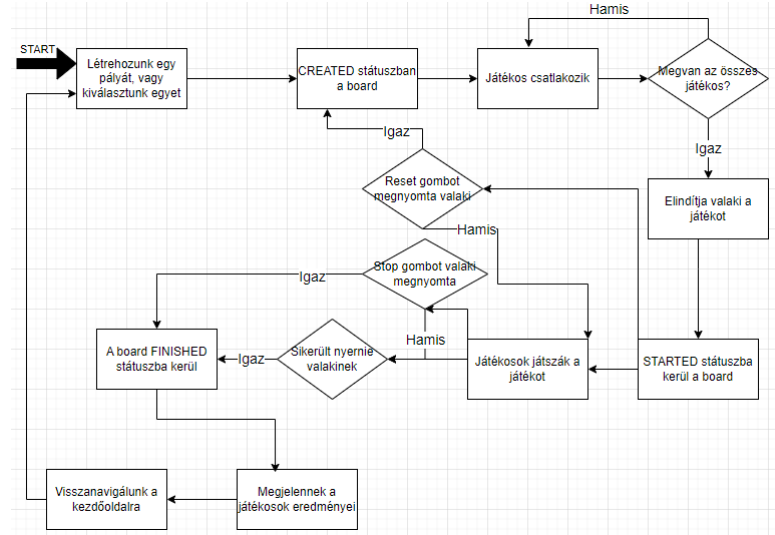 Hamis
START
Létrehozunk egy
pályát, vagy
kiválasztunk egyet
CREATED státuszban
a board
Játékos csatlakozik
Megvan az összes
játékos?
Igaz
Igaz
Reset gombot
megnyomta valaki
Elindítja valaki a
játékot
Hamis
Stop gombot valaki
megnyomta
Igaz
Hamis
A board FINISHED
státuszba kerül
Igaz
Sikerült nyernie
valakinek
Játékosok játszák a
játékot
STARTED státuszba
kerül a board
Visszanavigálunk a
kezdőoldalra
Megjelennek a
játékosok eredményei